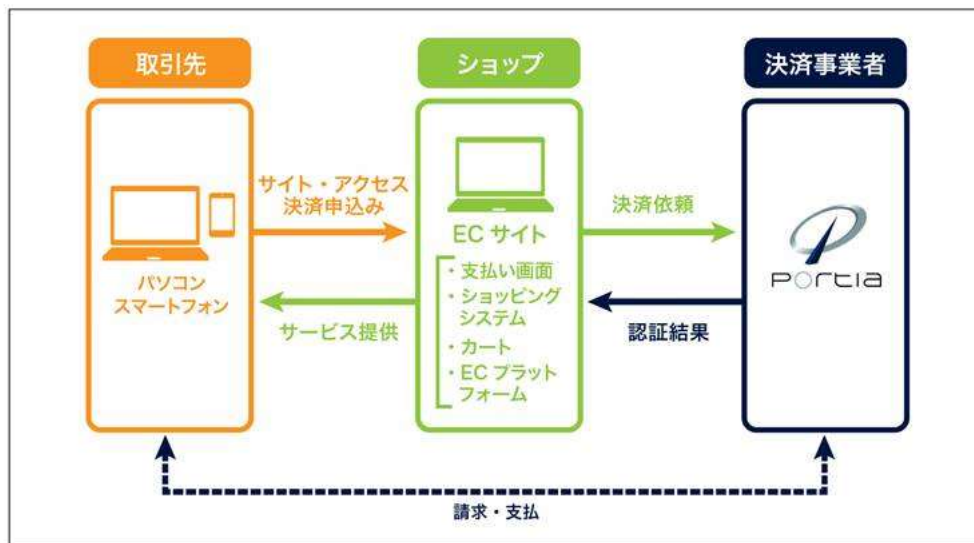 取引先
ショップ
決済事業者
サイト・アクセス
決済申込み
パソコン
スマートフォン
サービス提供
ECサイト
・支払い画面
・ショッピング
システム
・カート
・ECプラット
フォーム
決済依頼
認証結果
Portia
請求・支払